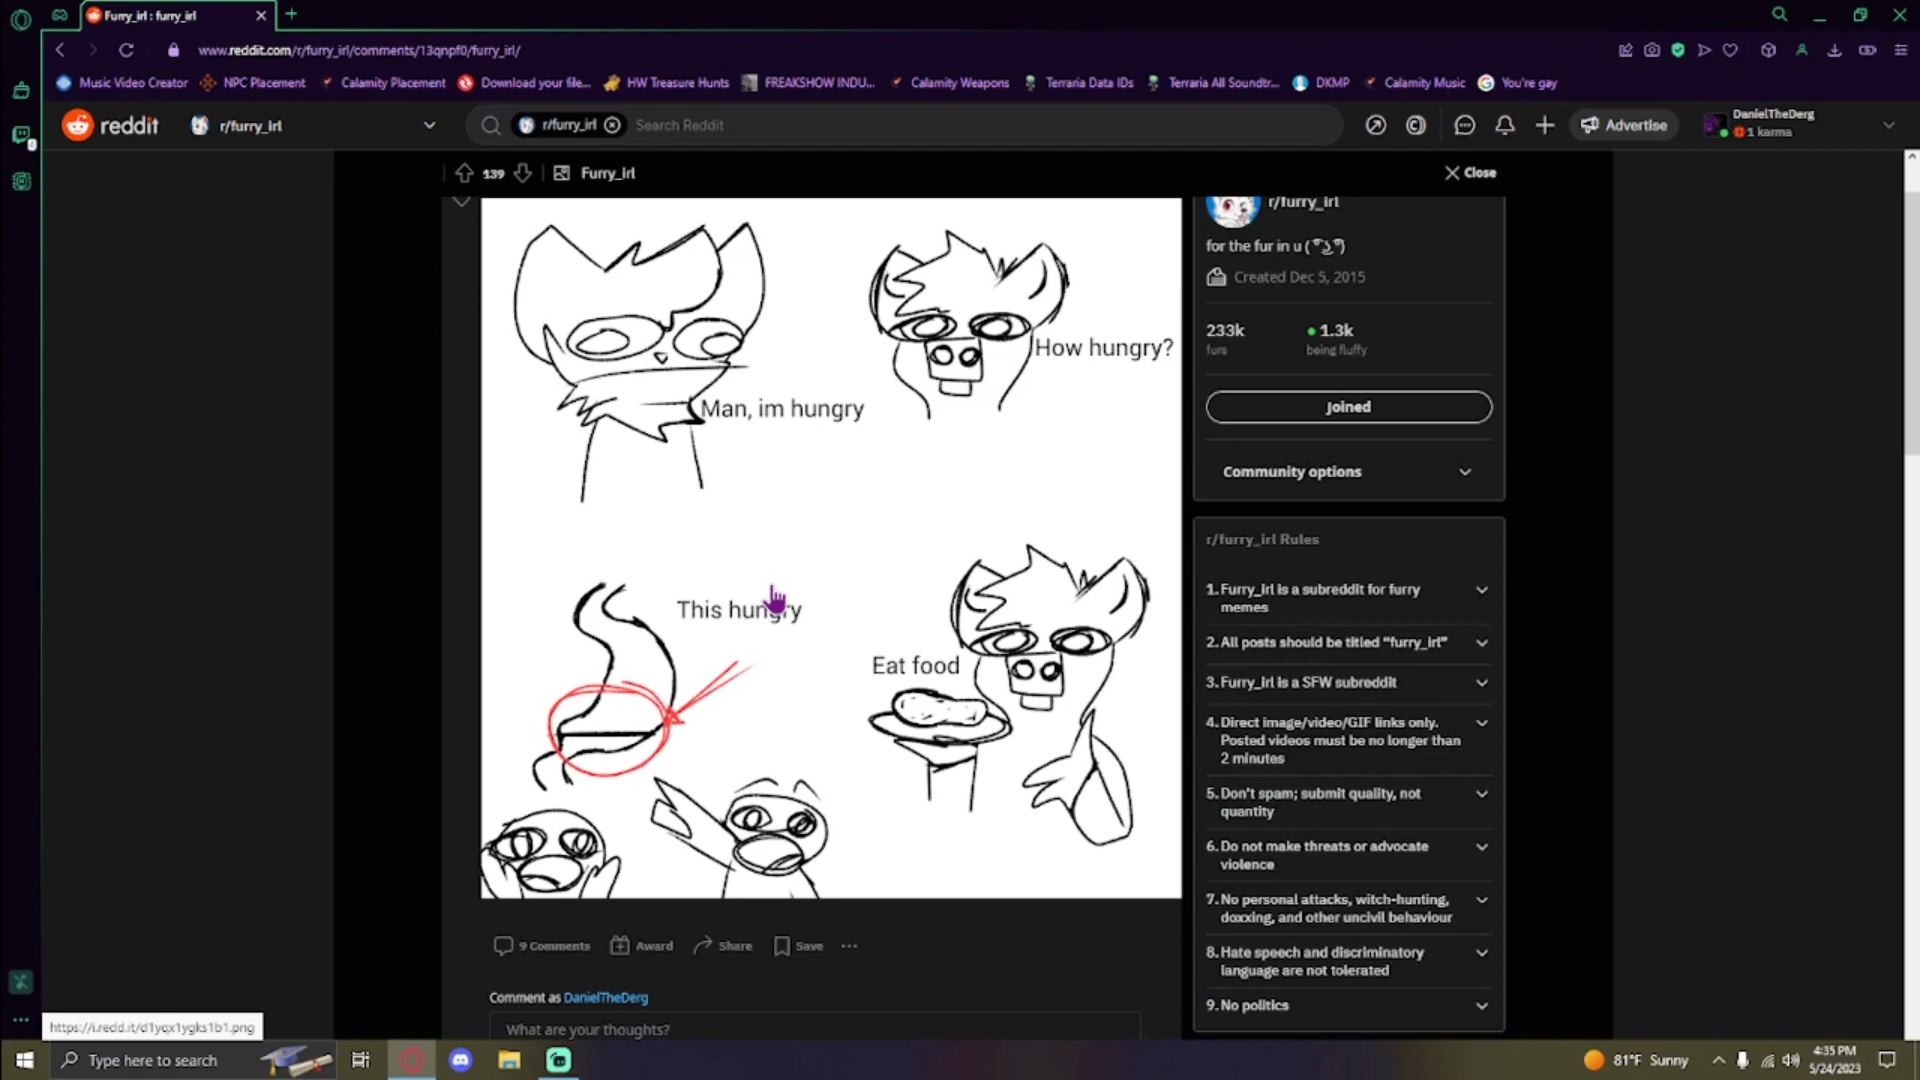 Furry_irl : furry_irl
www.reddit.com/r/furry_irl/comments/13qnpf0/furry_irl/
Music Video Creator
NPC Placement
Calamity Placement
Download your file...
HW Treasure Hunts
FREAKSHOW INDU...
Calamity Weapons
Terraria Data IDs
Terraria All Soundtr...
DKMP
Calamity Music
You're gay
reddit
r/furry_irl
r/furry_irl
Search Reddit
Advertise
DanielTheDerg
1 karma
139
Furry_irl
Close
Man, im hungry
How hungry?
This hungry
Eat food
r/furry_irl
for the fur in u ( ͡° ͜ʖ ͡°)
Created Dec 5, 2015
233k
furs
1.3k
being fluffy
Joined
Community options
r/furry_irl Rules
1. Furry_irl is a subreddit for furry
memes
2. All posts should be titled "furry_irl"
3. Furry_irl is a SFW subreddit
4. Direct image/video/GIF links only.
Posted videos must be no longer than
2 minutes
5. Don't spam; submit quality, not
quantity
6. Do not make threats or advocate
violence
7. No personal attacks, witch-hunting,
doxxing, and other uncivil behaviour
8. Hate speech and discriminatory
language are not tolerated
9. No politics
9 Comments
Award
Share
Save
Comment as DanielTheDerg
What are your thoughts?
https://i.redd.it/d1yqx1ygks1b1.png
Type here to search
81°F Sunny
4:35 PM
5/24/2023